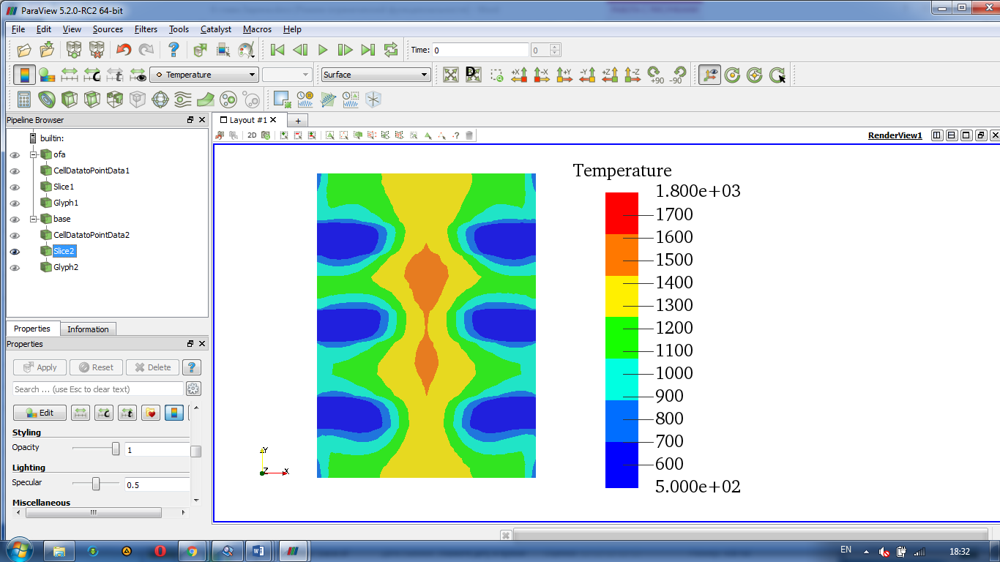 ParaView 5.2.0-RC2 64-bit
File Edit View Sources Filters Tools Catalyst Macros Help
Time: 0 0
Temperature Surface
+X -X +Y -Y +Z -Z +90 -90
Pipeline Browser
Layout #1
+
builtin:
2D
RenderView1
ofa
CellDatatoPointData1
Slice1
Glyph1
base
CellDatatoPointData2
Slice2
Glyph2
Temperature
1.800e+03
1700
1600
1500
1400
1300
1200
1100
1000
900
800
700
600
5.000e+02
Properties Information
Properties
Apply Reset Delete ?
Search ... (use Esc to clear text)
Edit
Styling
Opacity 1
Lighting
Specular 0.5
Miscellaneous
Y
Z X
EN 18:32